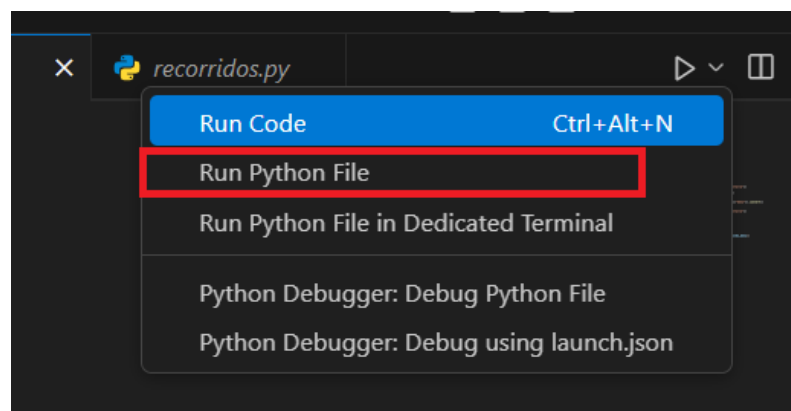 recorridos.py
Run Code Ctrl+Alt+N
Run Python File
Run Python File in Dedicated Terminal
Python Debugger: Debug Python File
Python Debugger: Debug using launch.json